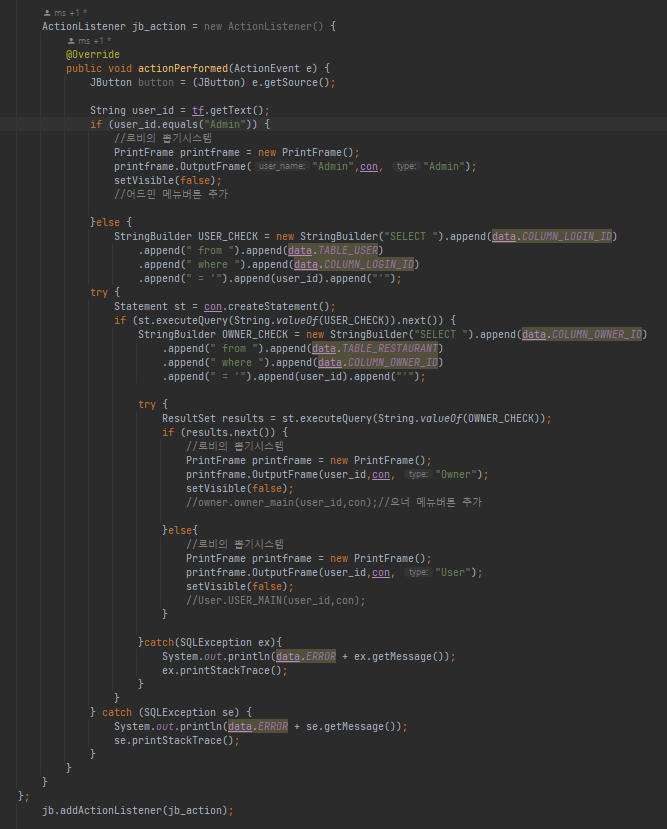 ms +1 *
ActionListener jb_action = new ActionListener() {
ms +1 *
@Override
public void actionPerformed(ActionEvent e) {
JButton button = (JButton) e.getSource();
String user_id = tf.getText();
if (user_id.equals("Admin")) {
//로비의 뽑기시스템
PrintFrame printframe = new PrintFrame();
printframe.OutputFrame( user_name: "Admin",con, type: "Admin");
setVisible(false);
//어드민 메뉴버튼 추가
}else {
StringBuilder USER_CHECK = new StringBuilder("SELECT ").append(data.COLUMN_LOGIN_ID)
.append(" from ").append(data.TABLE_USER)
.append(" where ").append(data.COLUMN_LOGIN_ID)
.append(" = '").append(user_id).append("'");
try {
Statement st = con.createStatement();
if (st.executeQuery(String.valueOf(USER_CHECK)).next()) {
StringBuilder OWNER_CHECK = new StringBuilder("SELECT ").append(data.COLUMN_OWNER_ID)
.append(" from ").append(data.TABLE_RESTAURANT)
.append(" where ").append(data.COLUMN_OWNER_ID)
.append(" = '").append(user_id).append("'");
try {
ResultSet results = st.executeQuery(String.valueOf(OWNER_CHECK));
if (results.next()) {
//로비의 뽑기시스템
PrintFrame printframe = new PrintFrame();
printframe.OutputFrame(user_id,con, type: "Owner");
setVisible(false);
//owner.owner_main(user_id,con);//오너 메뉴버튼 추가
}else{
//로비의 뽑기시스템
PrintFrame printframe = new PrintFrame();
printframe.OutputFrame(user_id,con, type: "User");
setVisible(false);
//User.USER_MAIN(user_id,con);
}
}catch(SQLException ex){
System.out.println(data.ERROR + ex.getMessage());
ex.printStackTrace();
}
}
} catch (SQLException se) {
System.out.println(data.ERROR + se.getMessage());
se.printStackTrace();
}
}
}
};
jb.addActionListener(jb_action);